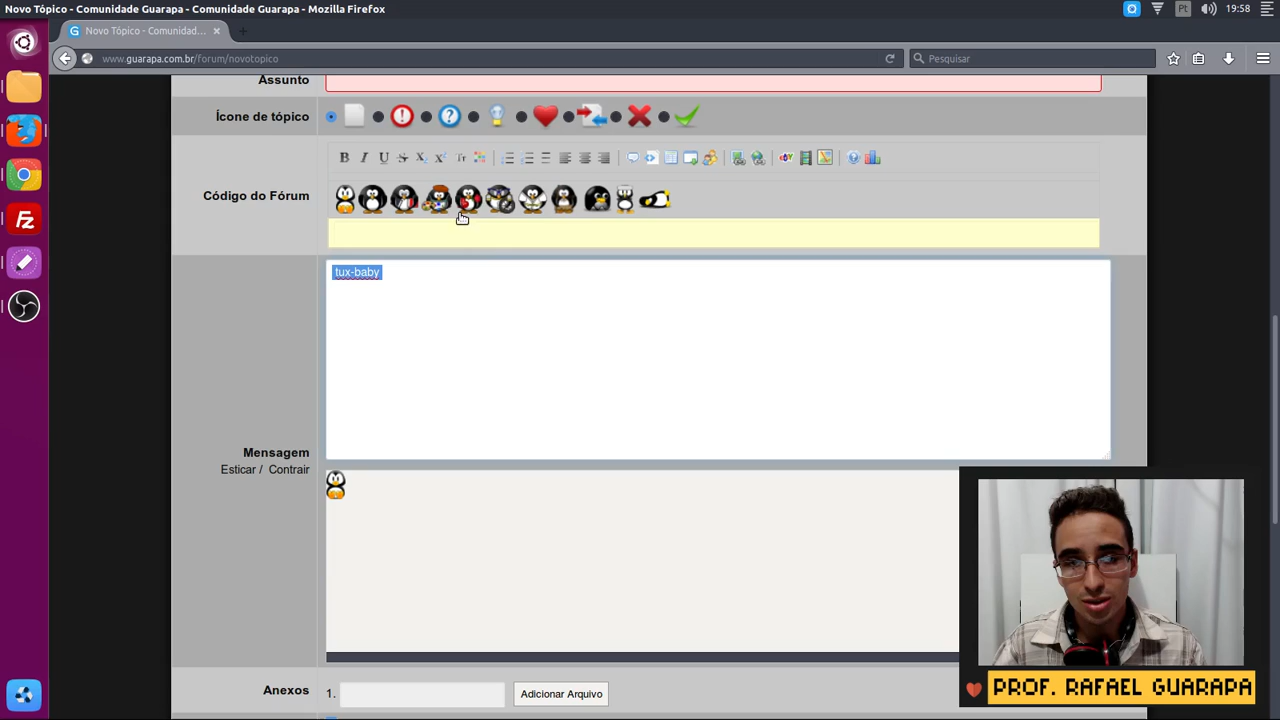 Novo Tópico - Comunidade Guarapa - Comunidade Guarapa - Mozilla Firefox
Pt
19:58
Novo Tópico - Comunidad...
www.guarapa.com.br/forum/novotopico
Pesquisar
Assunto
Ícone de tópico
Código do Fórum
tux-baby
Mensagem
Esticar / Contrair
Anexos
1.
Adicionar Arquivo
PROF. RAFAEL GUARAPA